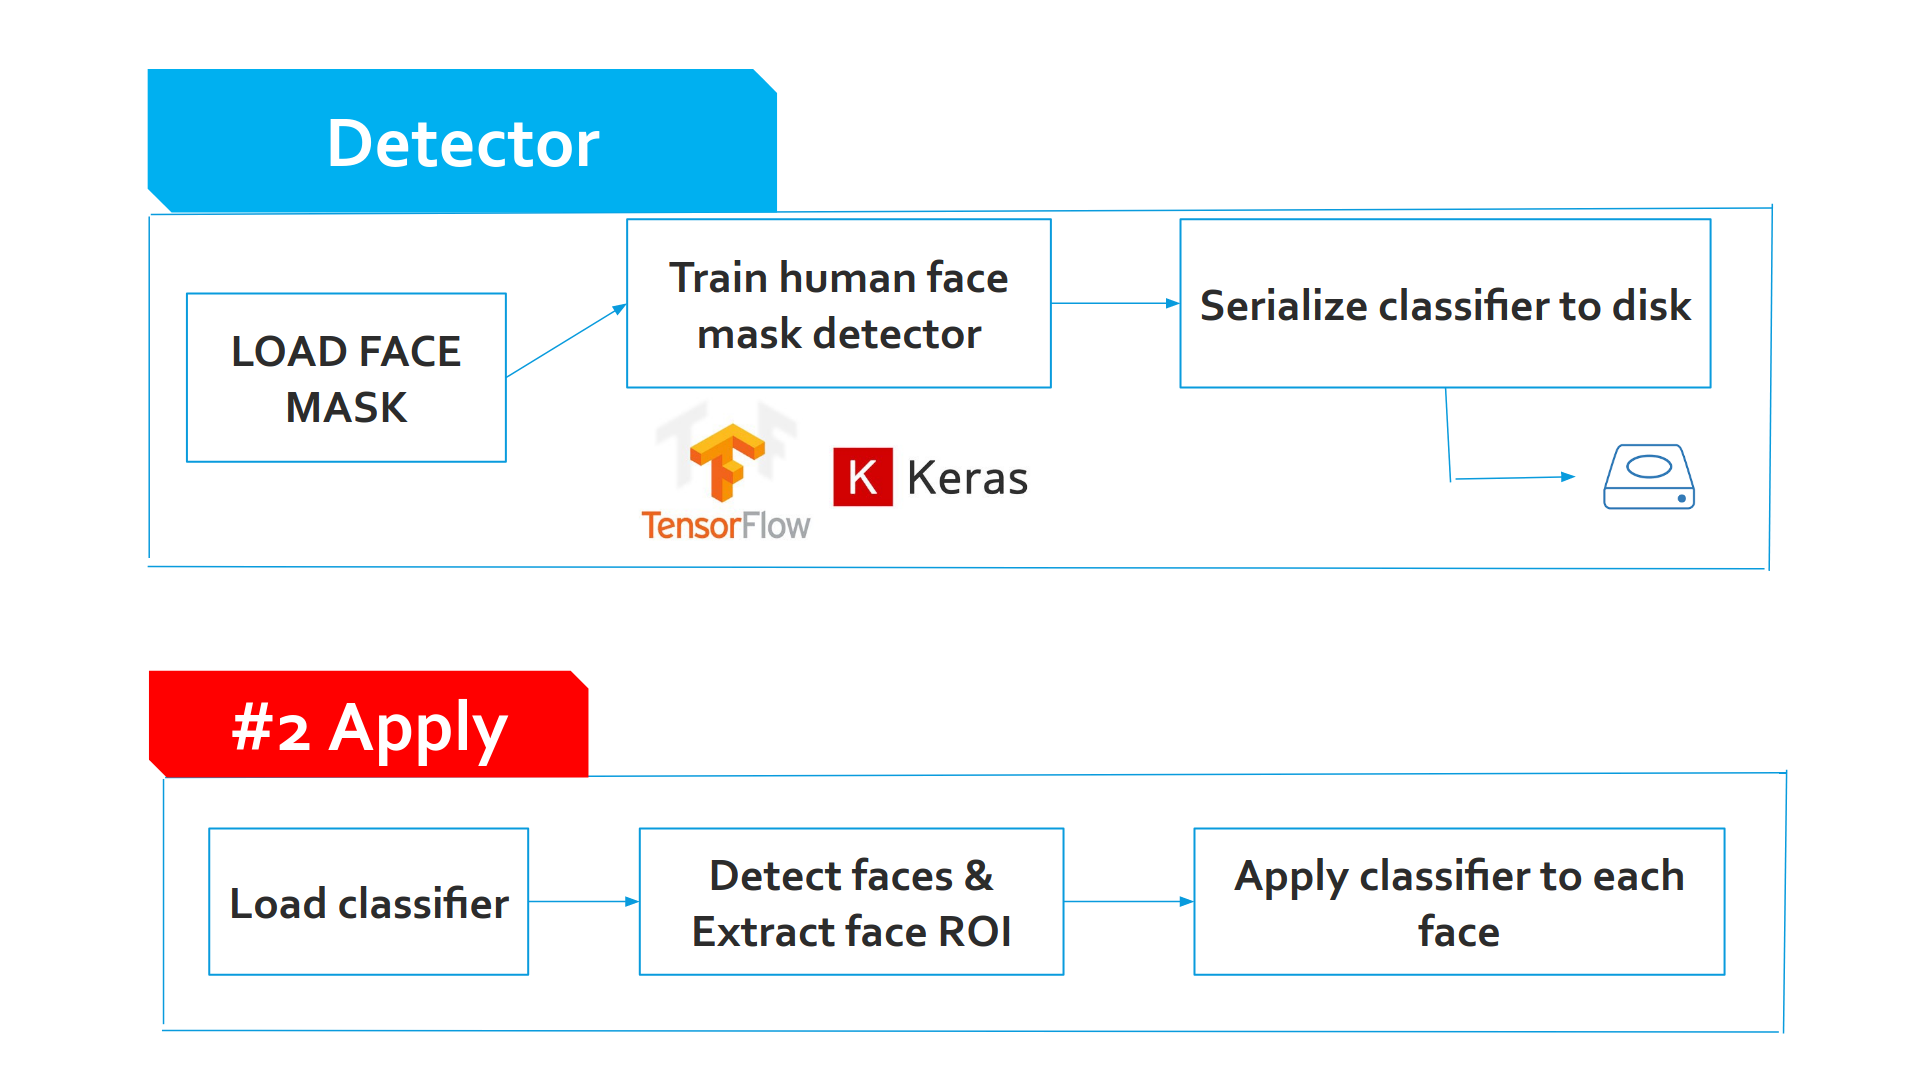 Detector
LOAD FACE
MASK
Train human face
mask detector
Serialize classifier to disk
TensorFlow
K Keras
#2 Apply
Load classifier
Detect faces &
Extract face ROI
Apply classifier to each
face